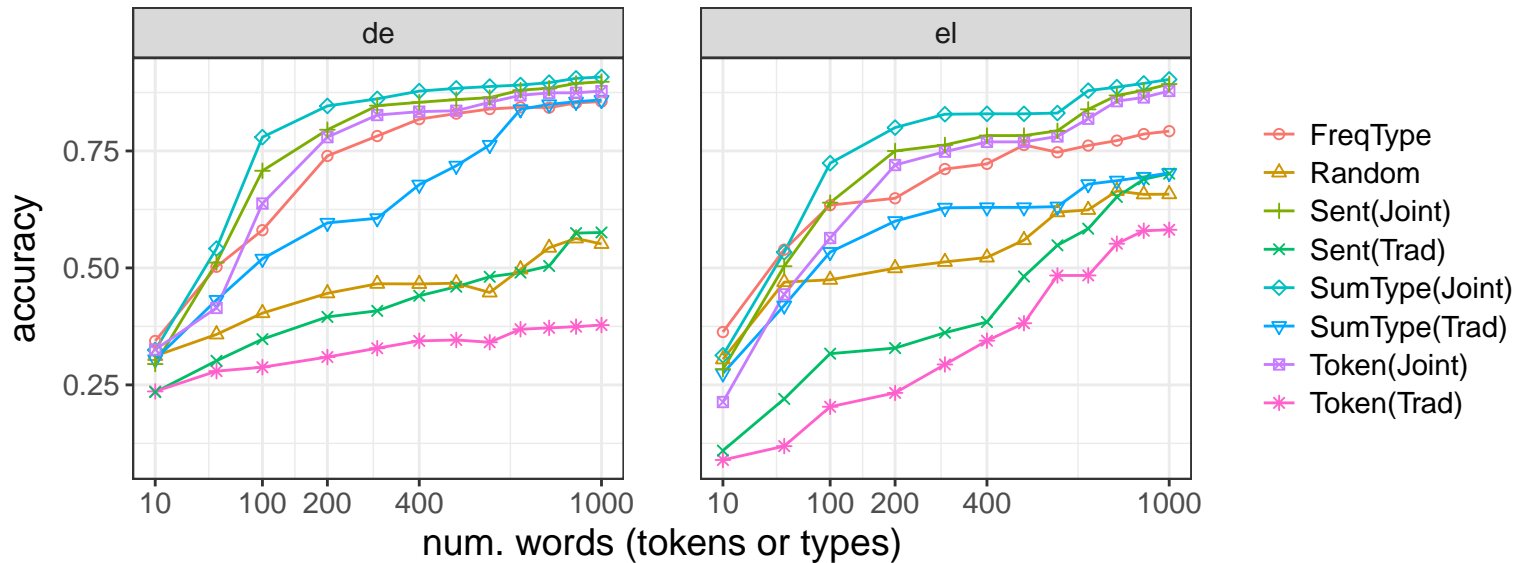 de
el
accuracy
0.75
0.50
0.25
10
100
200
400
1000
10
100
200
400
1000
num. words (tokens or types)
FreqType
Random
Sent(Joint)
Sent(Trad)
SumType(Joint)
SumType(Trad)
Token(Joint)
Token(Trad)